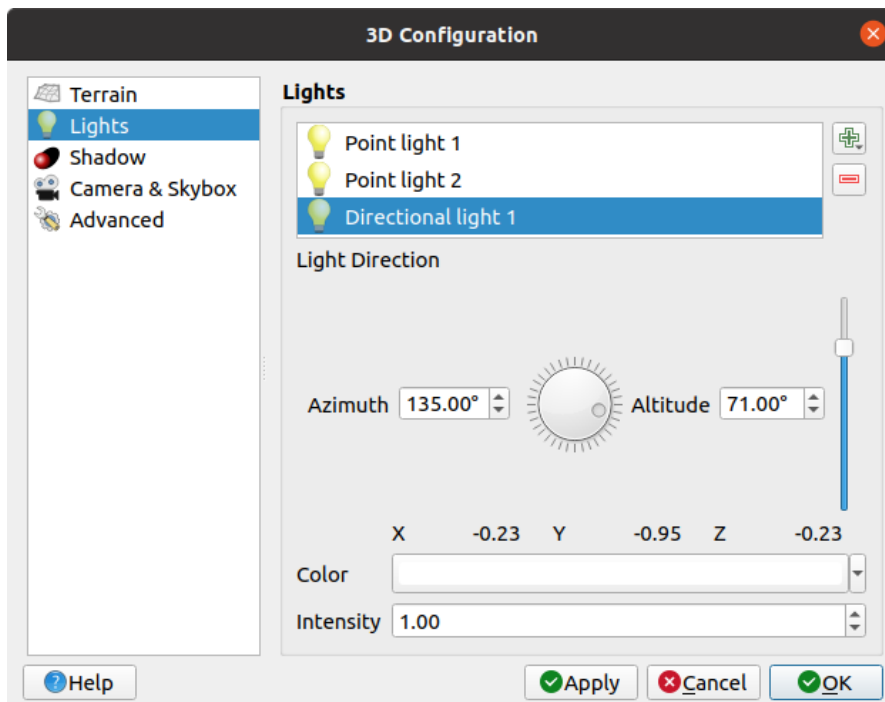 3D Configuration
Terrain
Lights
Shadow
Camera & Skybox
Advanced
Lights
Point light 1
Point light 2
Directional light 1
Light Direction
Azimuth 135.00° Altitude 71.00°
X -0.23 Y -0.95 Z -0.23
Color
Intensity 1.00
Help Apply Cancel OK